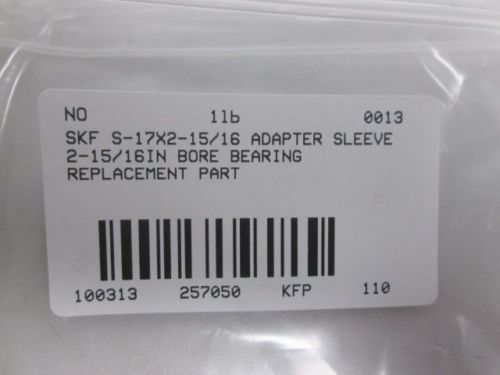 NO 1lb 0013
SKF S-17X2-15/16 ADAPTER SLEEVE
2-15/16IN BORE BEARING
REPLACEMENT PART
100313 257050 KFP 110